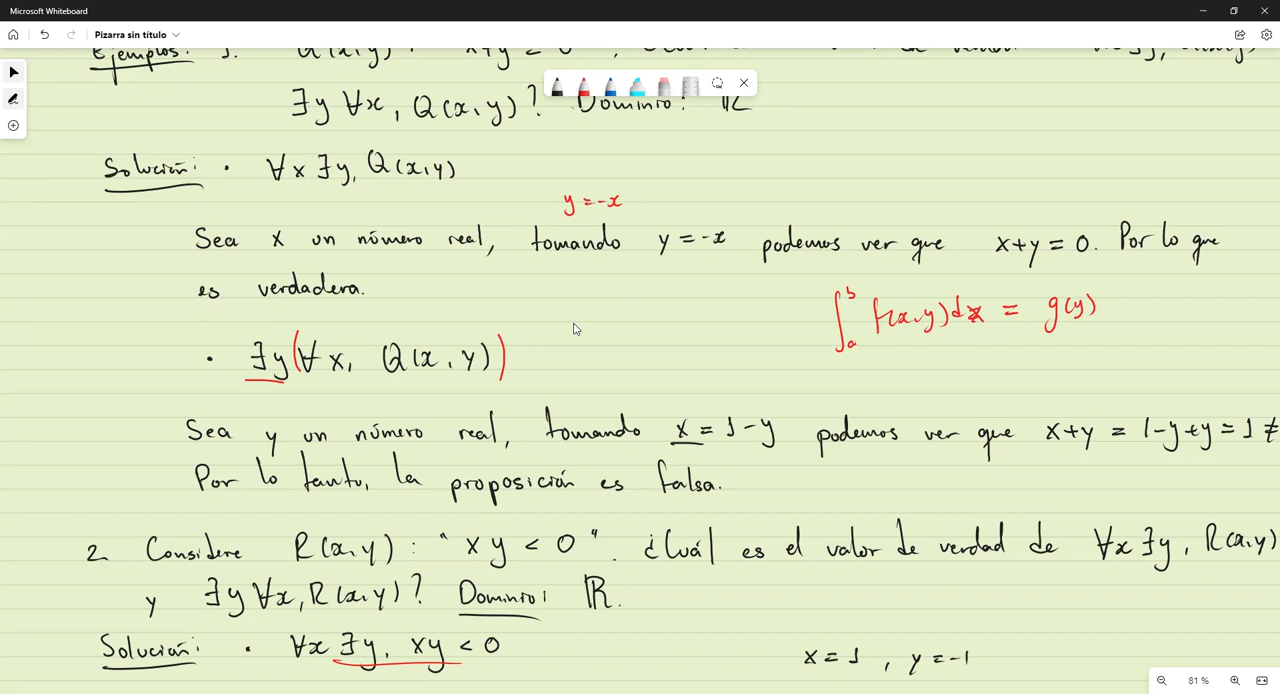 Microsoft Whiteboard
Pizarra sin título
Ejemplos: 1. Q(x,y) : x+y = 0
∃y ∀x, Q(x,y)? Dominio: ℝ
Solución: • ∀x ∃y, Q(x,y)
y = -x
Sea x un número real, tomando y = -x podemos ver que x+y = 0. Por lo que
es verdadera.
∫_a^b f(x,y)dx = g(y)
• ∃y(∀x, Q(x,y))
Sea y un número real, tomando x = 1-y podemos ver que x+y = 1-y+y = 1 ≠
Por lo tanto, la proposición es falsa.
2. Considere R(x,y) : "xy < 0". ¿Cuál es el valor de verdad de ∀x ∃y, R(x,y)
y ∃y ∀x, R(x,y)? Dominio: ℝ.
Solución: • ∀x ∃y, xy < 0
x = 1, y = -1
81 %